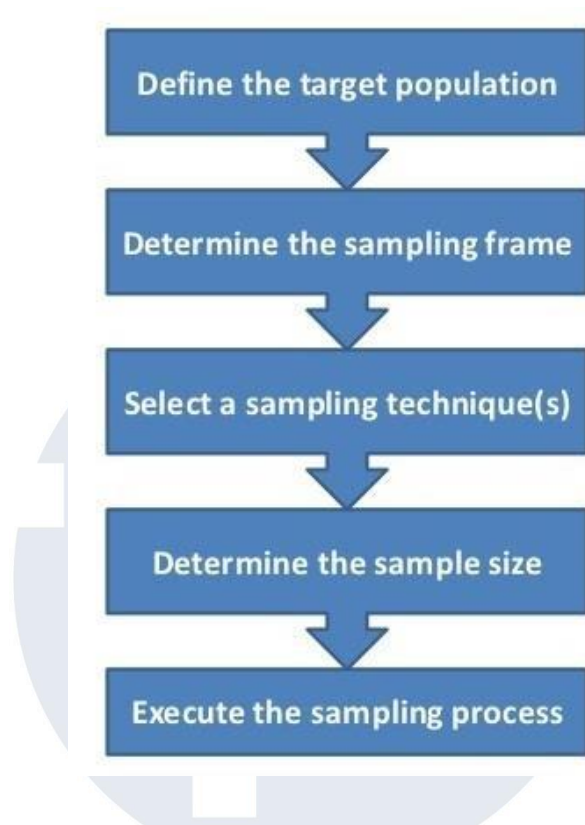 Define the target population
Determine the sampling frame
Select a sampling technique(s)
Determine the sample size
Execute the sampling process